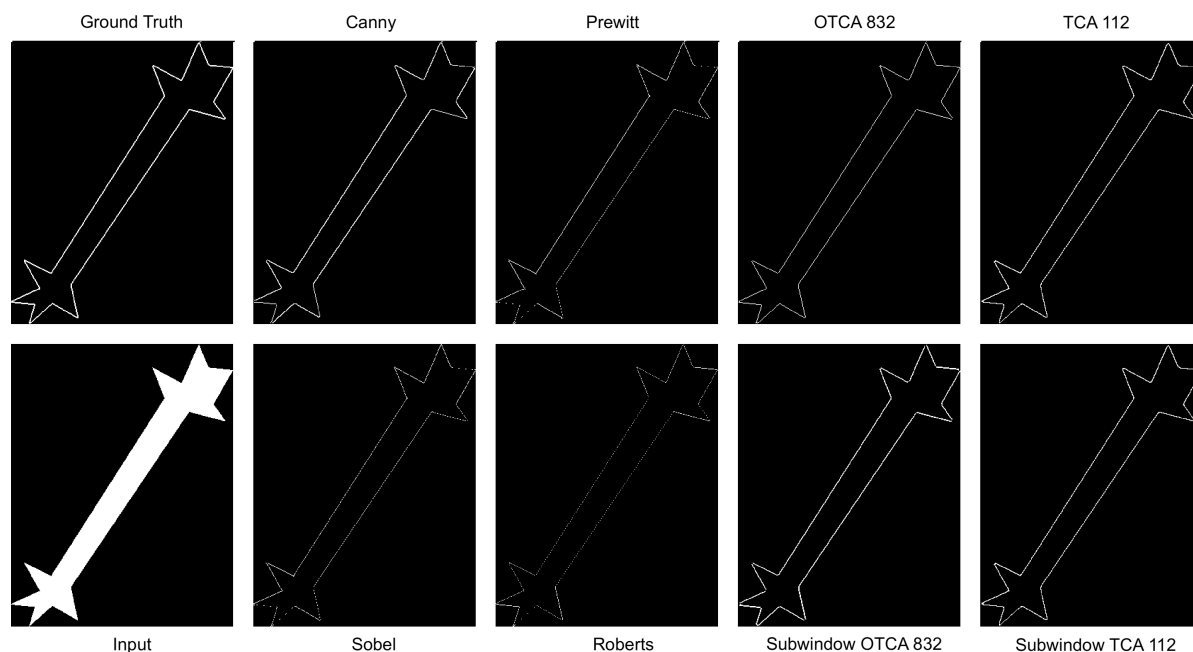 Ground Truth
Canny
Prewitt
OTCA 832
TCA 112
Input
Sobel
Roberts
Subwindow OTCA 832
Subwindow TCA 112